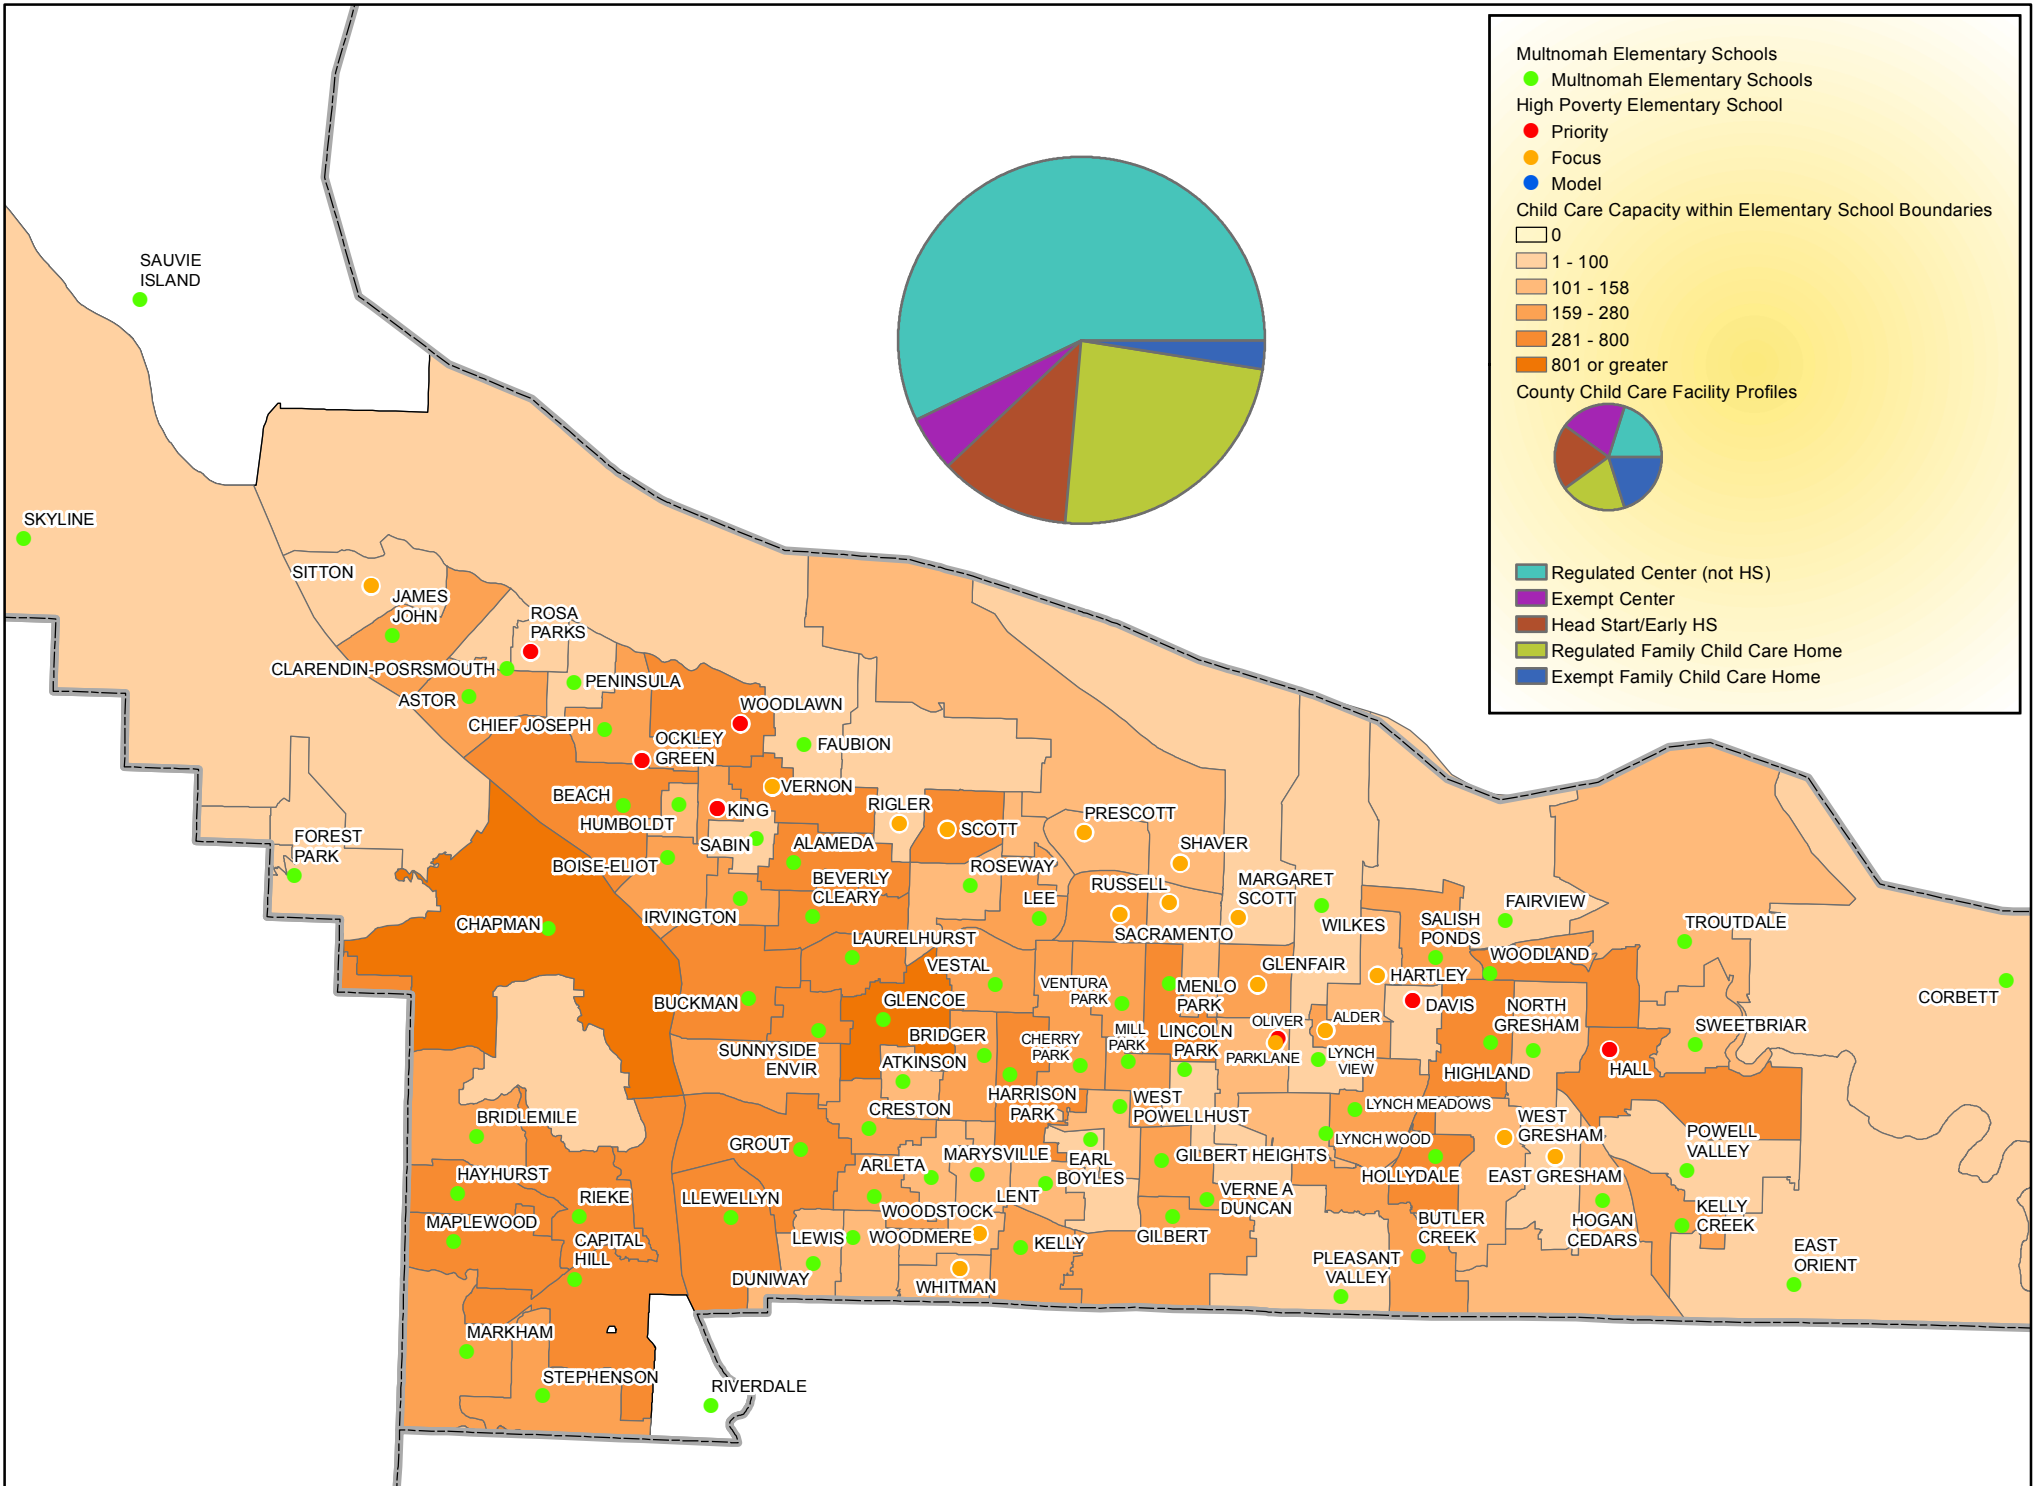 Multnomah Elementary Schools
Multnomah Elementary Schools
High Poverty Elementary School
Priority
Focus
Model
Child Care Capacity within Elementary School Boundaries
0
1 - 100
101 - 158
159 - 280
281 - 800
801 or greater
County Child Care Facility Profiles
Regulated Center (not HS)
Exempt Center
Head Start/Early HS
Regulated Family Child Care Home
Exempt Family Child Care Home
SAUVIE
ISLAND
SKYLINE
SITTON
JAMES
JOHN
ROSA
PARKS
CLARENDIN-POSRSMOUTH
PENINSULA
ASTOR
CHIEF JOSEPH
WOODLAWN
OCKLEY
GREEN
FAUBION
VERNON
BEACH
HUMBOLDT
KING
RIGLER
SCOTT
PRESCOTT
FOREST
PARK
SABIN
ALAMEDA
SHAVER
BOISE-ELIOT
BEVERLY
CLEARY
ROSEWAY
RUSSELL
MARGARET
SCOTT
IRVINGTON
LEE
SACRAMENTO
WILKES
SALISH
PONDS
FAIRVIEW
TROUTDALE
CHAPMAN
LAURELHURST
VESTAL
GLENFAIR
WOODLAND
HARTLEY
CORBETT
BUCKMAN
GLENCOE
VENTURA
PARK
MENLO
PARK
DAVIS
NORTH
GRESHAM
SUNNYSIDE
ENVIR
BRIDGER
CHERRY
PARK
MILL
PARK
LINCOLN
PARK
OLIVER
PARKLANE
ALDER
SWEETBRIAR
ATKINSON
LYNCH
VIEW
HIGHLAND
HALL
HARRISON
PARK
BRIDLEMILE
CRESTON
WEST
POWELLHUST
LYNCH MEADOWS
WEST
GRESHAM
GROUT
LYNCH WOOD
POWELL
VALLEY
HAYHURST
ARLETA
MARYSVILLE
EARL
BOYLES
GILBERT HEIGHTS
HOLLYDALE
EAST GRESHAM
RIEKE
LLEWELLYN
LENT
VERNE A
DUNCAN
MAPLEWOOD
WOODSTOCK
LEWIS
WOODMERE
KELLY
GILBERT
BUTLER
CREEK
HOGAN
CEDARS
KELLY
CREEK
CAPITAL
HILL
DUNIWAY
WHITMAN
PLEASANT
VALLEY
EAST
ORIENT
MARKHAM
STEPHENSON
RIVERDALE